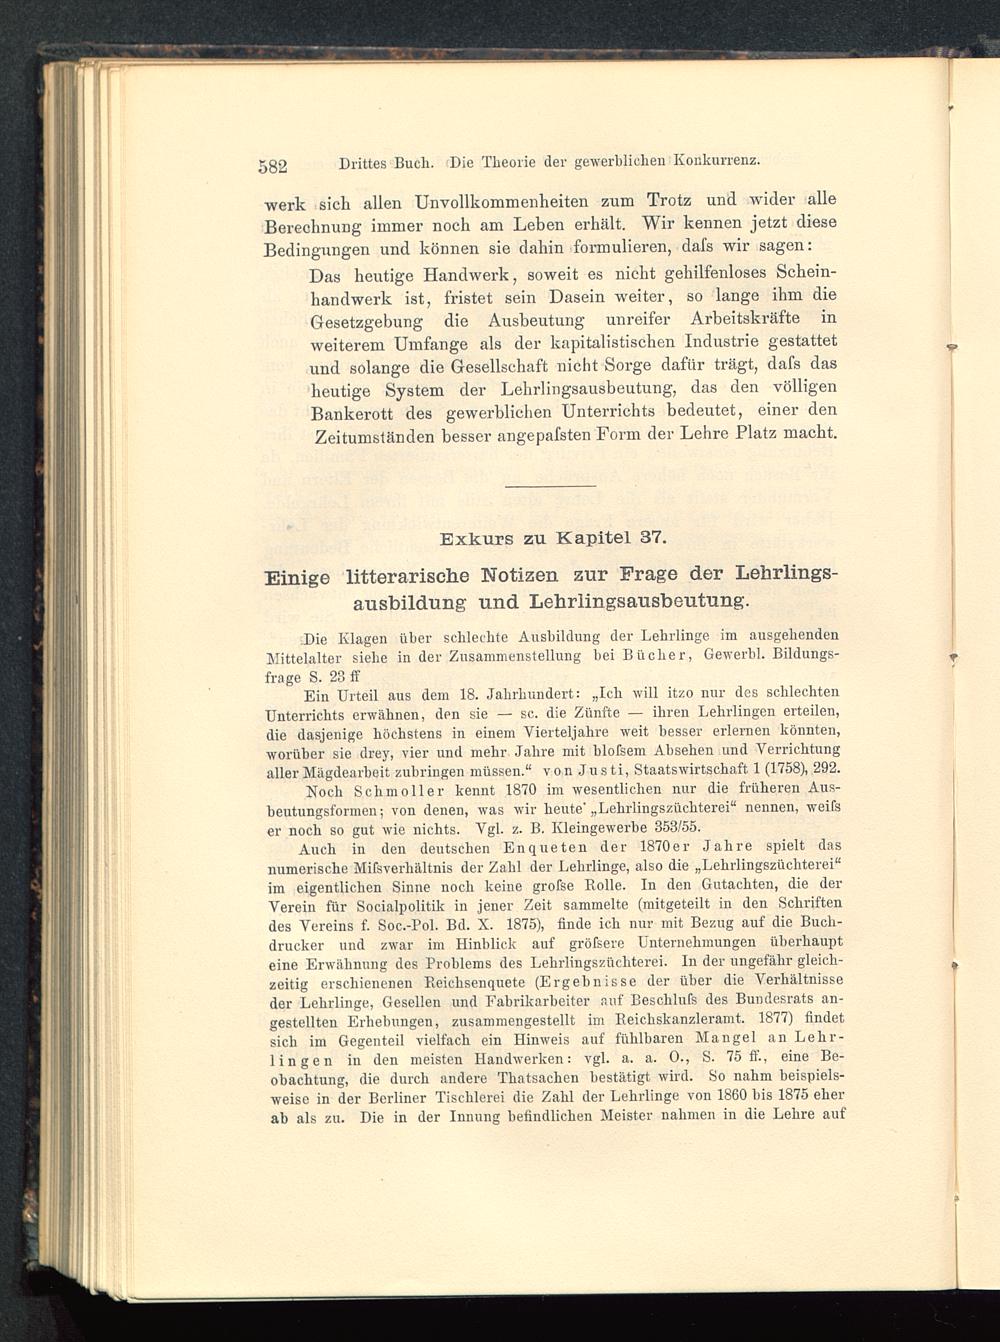 582 Drittes Buch. Die Theorie der gewerblichen Konkurrenz.
werk sich allen Unvollkommenheiten zum Trotz und wider alle
Berechnung immer noch am Leben erhält. Wir kennen jetzt diese
Bedingungen und können sie dahin formulieren, daſs wir sagen:
Das heutige Handwerk, soweit es nicht gehilfenloses Schein-
handwerk ist, fristet sein Dasein weiter, so lange ihm die
Gesetzgebung die Ausbeutung unreifer Arbeitskräfte in
weiterem Umfange als der kapitalistischen Industrie gestattet
und solange die Gesellschaft nicht Sorge dafür trägt, daſs das
heutige System der Lehrlingsausbeutung, das den völligen
Bankerott des gewerblichen Unterrichts bedeutet, einer den
Zeitumständen besser angepaſsten Form der Lehre Platz macht.
Exkurs zu Kapitel 37.
Einige litterarische Notizen zur Frage der Lehrlings-
ausbildung und Lehrlingsausbeutung.
Die Klagen über schlechte Ausbildung der Lehrlinge im ausgehenden
Mittelalter siehe in der Zusammenstellung bei Bücher, Gewerbl. Bildungs-
frage S. 23 ff
Ein Urteil aus dem 18. Jahrhundert: „Ich will itzo nur des schlechten
Unterrichts erwähnen, den sie — sc. die Zünfte — ihren Lehrlingen erteilen,
die dasjenige höchstens in einem Vierteljahre weit besser erlernen könnten,
worüber sie drey, vier und mehr Jahre mit bloſsem Absehen und Verrichtung
aller Mägdearbeit zubringen müssen.“ von Justi, Staatswirtschaft 1 (1758), 292.
Noch Schmoller kennt 1870 im wesentlichen nur die früheren Aus-
beutungsformen; von denen, was wir heute „Lehrlingszüchterei“ nennen, weiſs
er noch so gut wie nichts. Vgl. z. B. Kleingewerbe 353/55.
Auch in den deutschen Enqueten der 1870er Jahre spielt das
numerische Miſsverhältnis der Zahl der Lehrlinge, also die „Lehrlingszüchterei“
im eigentlichen Sinne noch keine groſse Rolle. In den Gutachten, die der
Verein für Socialpolitik in jener Zeit sammelte (mitgeteilt in den Schriften
des Vereins f. Soc.-Pol. Bd. X. 1875), finde ich nur mit Bezug auf die Buch-
drucker und zwar im Hinblick auf gröſsere Unternehmungen überhaupt
eine Erwähnung des Problems des Lehrlingszüchterei. In der ungefähr gleich-
zeitig erschienenen Reichsenquete (Ergebnisse der über die Verhältnisse
der Lehrlinge, Gesellen und Fabrikarbeiter auf Beschluſs des Bundesrats an-
gestellten Erhebungen, zusammengestellt im Reichskanzleramt. 1877) findet
sich im Gegenteil vielfach ein Hinweis auf fühlbaren Mangel an Lehr-
lingen in den meisten Handwerken: vgl. a. a. O., S. 75 ff., eine Be-
obachtung, die durch andere Thatsachen bestätigt wird. So nahm beispiels-
weise in der Berliner Tischlerei die Zahl der Lehrlinge von 1860 bis 1875 eher
ab als zu. Die in der Innung befindlichen Meister nahmen in die Lehre auf